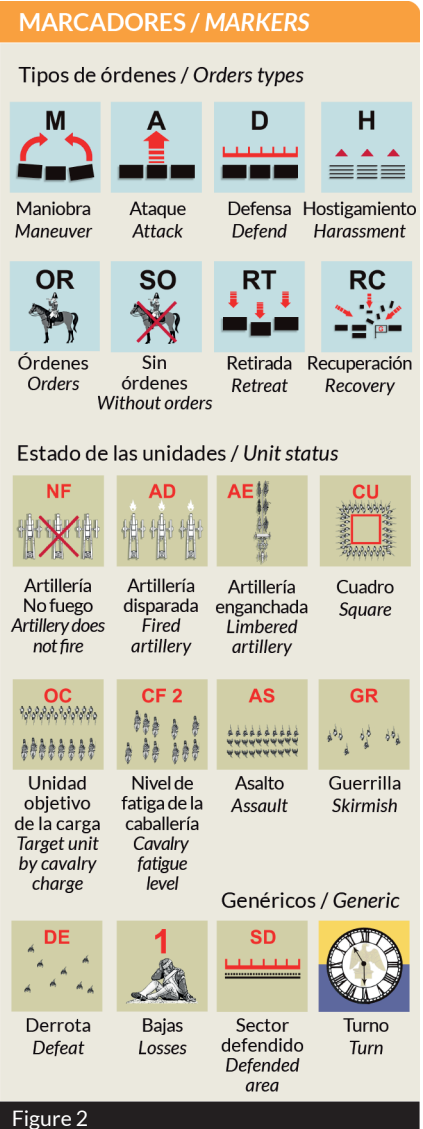 MARCADORES / MARKERS
Tipos de órdenes / Orders types
M
A
D
H
Maniobra
Maneuver
Ataque
Attack
Defensa
Defend
Hostigamiento
Harassment
OR
SO
RT
RC
Órdenes
Orders
Sin
órdenes
Without orders
Retirada
Retreat
Recuperación
Recovery
Estado de las unidades / Unit status
NF
AD
AE
CU
Artillería
No fuego
Artillery does
not fire
Artillería
disparada
Fired
artillery
Artillería
enganchada
Limbered
artillery
Cuadro
Square
OC
CF 2
AS
GR
Unidad
objetivo
de la carga
Target unit
by cavalry
charge
Nivel de
fatiga de la
caballería
Cavalry
fatigue
level
Asalto
Assault
Guerrilla
Skirmish
Genéricos / Generic
DE
1
SD
Derrota
Defeat
Bajas
Losses
Sector
defendido
Defended
area
Turno
Turn
Figure 2